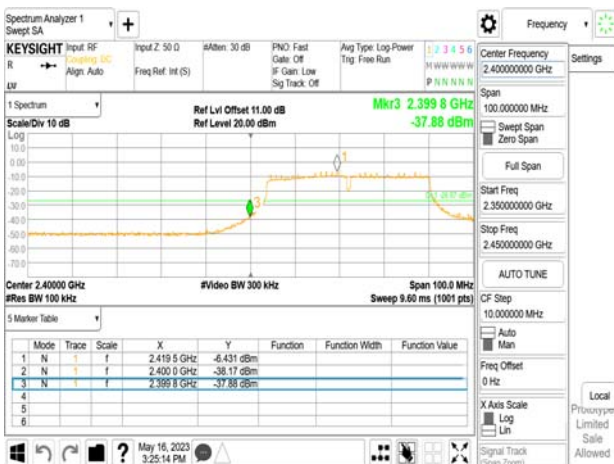 Spectrum Analyzer 1
Swept SA
Frequency
KEYSIGHT
R
Input: RF
Coupling: DC
Align: Auto
Input Z: 50 Ω
Freq Ref: Int (S)
#Atten: 30 dB
PNO: Fast
Gate: Off
IF Gain: Low
Sig Track: Off
Avg Type: Log-Power
Trig: Free Run
1 2 3 4 5 6
M W W W W W
P N N N N N
1 Spectrum
Scale/Div 10 dB
Ref Lvl Offset 11.00 dB
Ref Level 20.00 dBm
Mkr3 2.399 8 GHz
-37.88 dBm
Log
10.0
0.00
-10.0
-20.0
-30.0
-40.0
-50.0
-60.0
-70.0
1
3
Center 2.40000 GHz
#Res BW 100 kHz
#Video BW 300 kHz
Span 100.0 MHz
Sweep 9.60 ms (1001 pts)
5 Marker Table
Mode Trace Scale X Y Function Function Width Function Value
1 N 1 f 2.419 5 GHz -6.431 dBm
2 N 1 f 2.400 0 GHz -38.17 dBm
3 N 1 f 2.399 8 GHz -37.88 dBm
4
5
6
May 16, 2023
3:25:14 PM
Center Frequency
2.400000000 GHz
Span
100.000000 MHz
Swept Span
Zero Span
Full Span
Start Freq
2.350000000 GHz
Stop Freq
2.450000000 GHz
AUTO TUNE
CF Step
10.000000 MHz
Auto
Man
Freq Offset
0 Hz
X Axis Scale
Log
Lin
Signal Track
(Span Zoom)
Settings
Local
Prototype
Limited
Sale
Allowed